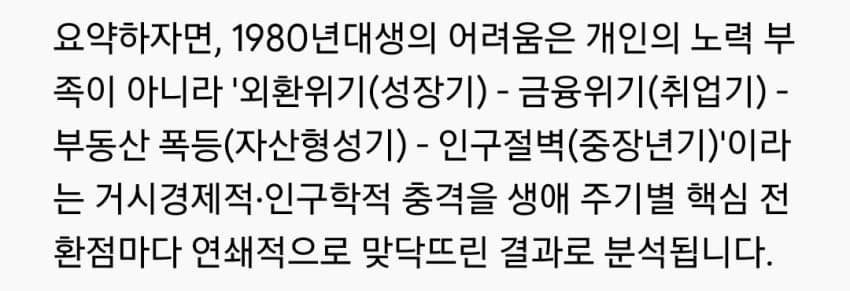 요약하자면, 1980년대생의 어려움은 개인의 노력 부
족이 아니라 '외환위기(성장기) - 금융위기(취업기) -
부동산 폭등(자산형성기) - 인구절벽(중장년기)'이라
는 거시경제적·인구학적 충격을 생애 주기별 핵심 전
환점마다 연쇄적으로 맞닥뜨린 결과로 분석됩니다.